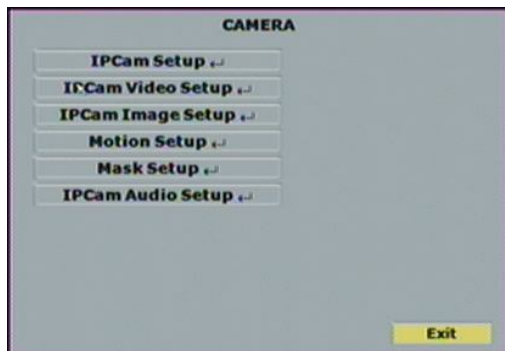 CAMERA
IPCam Setup ↵
IPCam Video Setup ↵
IPCam Image Setup ↵
Motion Setup ↵
Mask Setup ↵
IPCam Audio Setup ↵
Exit